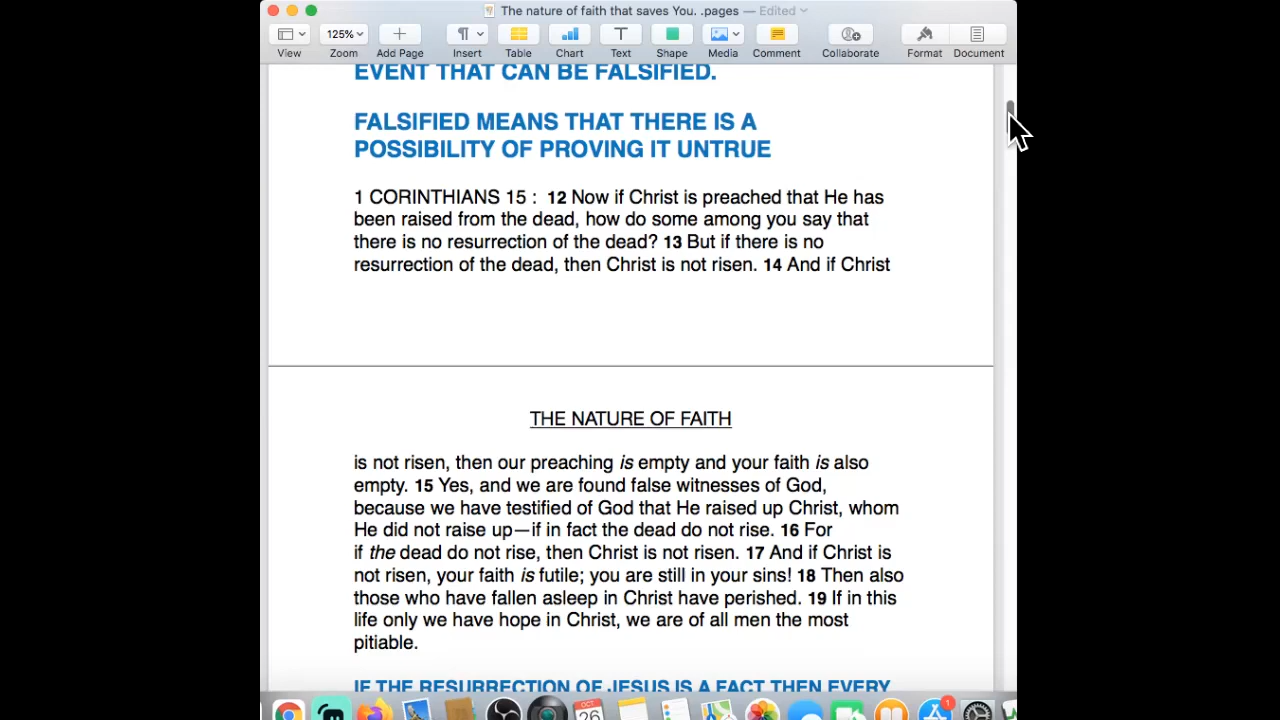 The nature of faith that saves You. .pages — Edited
125%
View
Zoom
Add Page
Insert
Table
Chart
Text
Shape
Media
Comment
Collaborate
Format
Document
EVENT THAT CAN BE FALSIFIED.
FALSIFIED MEANS THAT THERE IS A
POSSIBILITY OF PROVING IT UNTRUE
1 CORINTHIANS 15 : 12 Now if Christ is preached that He has
been raised from the dead, how do some among you say that
there is no resurrection of the dead? 13 But if there is no
resurrection of the dead, then Christ is not risen. 14 And if Christ
THE NATURE OF FAITH
is not risen, then our preaching is empty and your faith is also
empty. 15 Yes, and we are found false witnesses of God,
because we have testified of God that He raised up Christ, whom
He did not raise up—if in fact the dead do not rise. 16 For
if the dead do not rise, then Christ is not risen. 17 And if Christ is
not risen, your faith is futile; you are still in your sins! 18 Then also
those who have fallen asleep in Christ have perished. 19 If in this
life only we have hope in Christ, we are of all men the most
pitiable.
IF THE RESURRECTION OF JESUS IS A FACT THEN EVERY
OCT
26
1